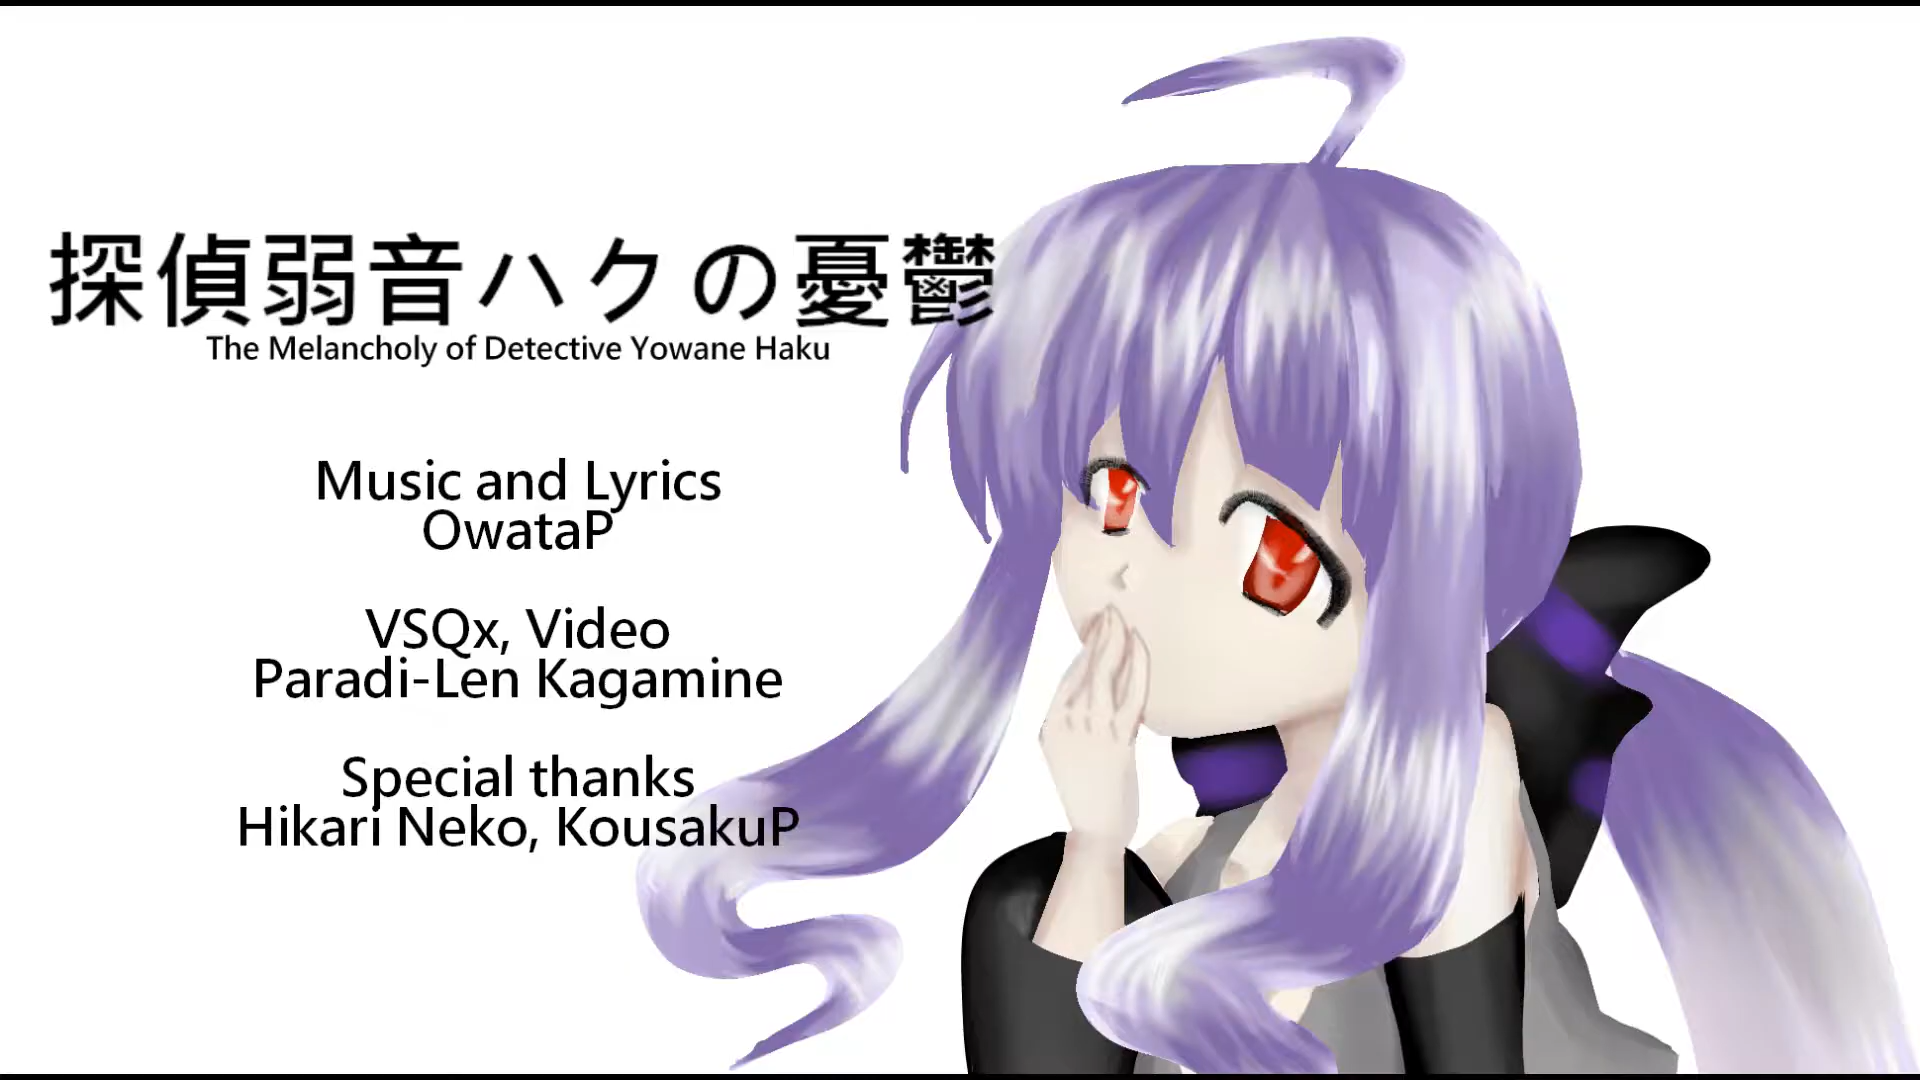 探偵弱音ハクの憂鬱
The Melancholy of Detective Yowane Haku
Music and Lyrics
OwataP
VSQx, Video
Paradi-Len Kagamine
Special thanks
Hikari Neko, KousakuP